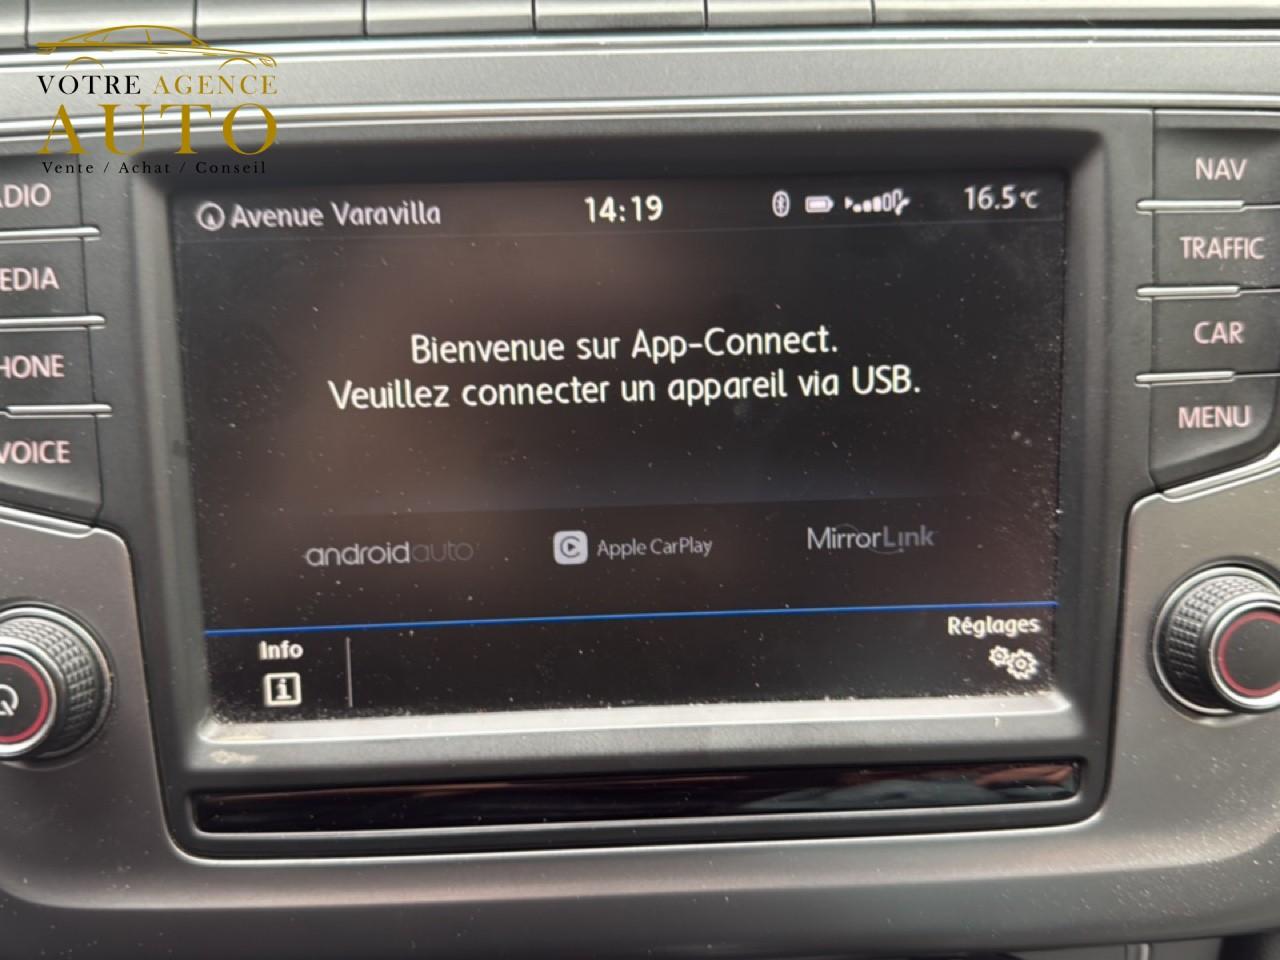 VOTRE AGENCE
AUTO
Vente / Achat / Conseil
Avenue Varavilla
14:19
16.5°C
Bienvenue sur App-Connect.
Veuillez connecter un appareil via USB.
androidauto
Apple CarPlay
MirrorLink
Info
i
Réglages
ADIO
EDIA
HONE
VOICE
NAV
TRAFFIC
CAR
MENU